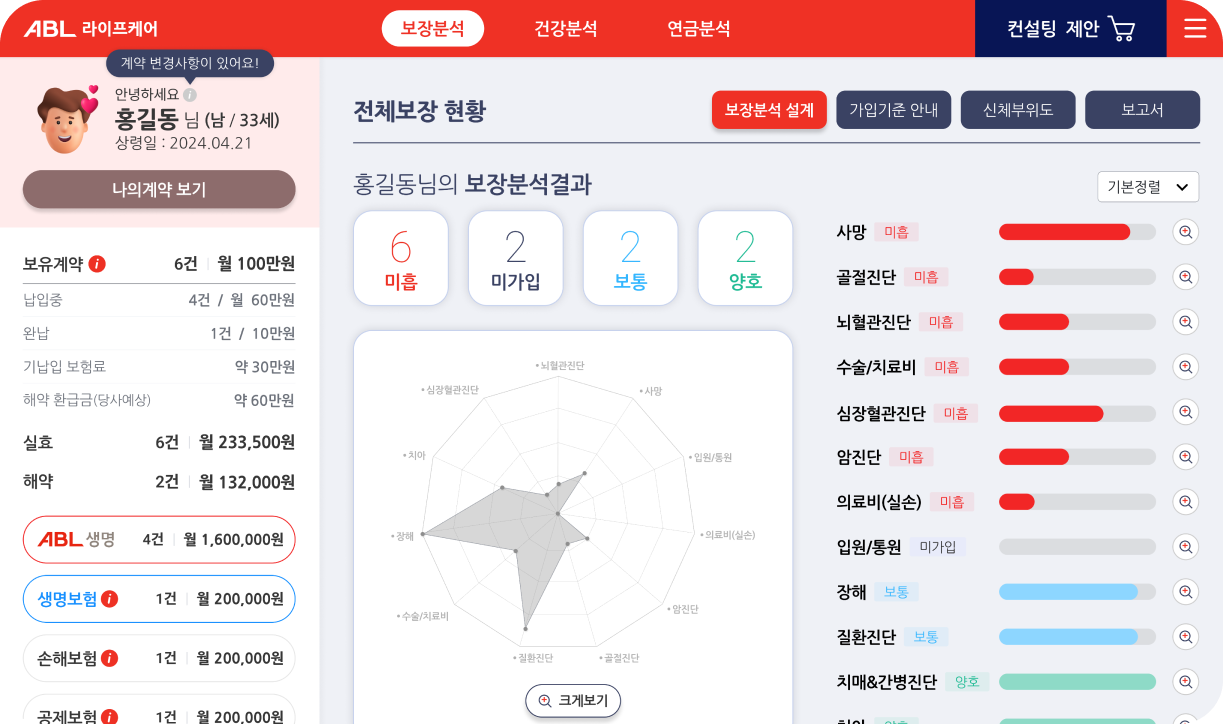 ABL 라이프케어
보장분석
건강분석
연금분석
컨설팅 제안
계약 변경사항이 있어요!
안녕하세요 i
홍길동 님 (남 / 33세)
상령일 : 2024.04.21
나의계약 보기
보유계약 i 6건 월 100만원
납입중 4건 / 월 60만원
완납 1건 / 10만원
기납입 보험료 약 30만원
해약 환급금(당사예상) 약 60만원
실효 6건 월 233,500원
해약 2건 월 132,000원
ABL 생명 4건 월 1,600,000원
생명보험 i 1건 월 200,000원
손해보험 i 1건 월 200,000원
공제보험 i 1건 월 200,000원
전체보장 현황
보장분석 설계
가입기준 안내
신체부위도
보고서
홍길동님의 보장분석결과
기본정렬
6
미흡
2
미가입
2
보통
2
양호
• 뇌혈관진단
• 사망
• 입원/통원
• 의료비(실손)
• 암진단
• 골절진단
• 질환진단
• 수술/치료비
• 장해
• 치아
• 심장혈관진단
크게보기
사망 미흡
골절진단 미흡
뇌혈관진단 미흡
수술/치료비 미흡
심장혈관진단 미흡
암진단 미흡
의료비(실손) 미흡
입원/통원 미가입
장해 보통
질환진단 보통
치매&간병진단 양호
치아 양호